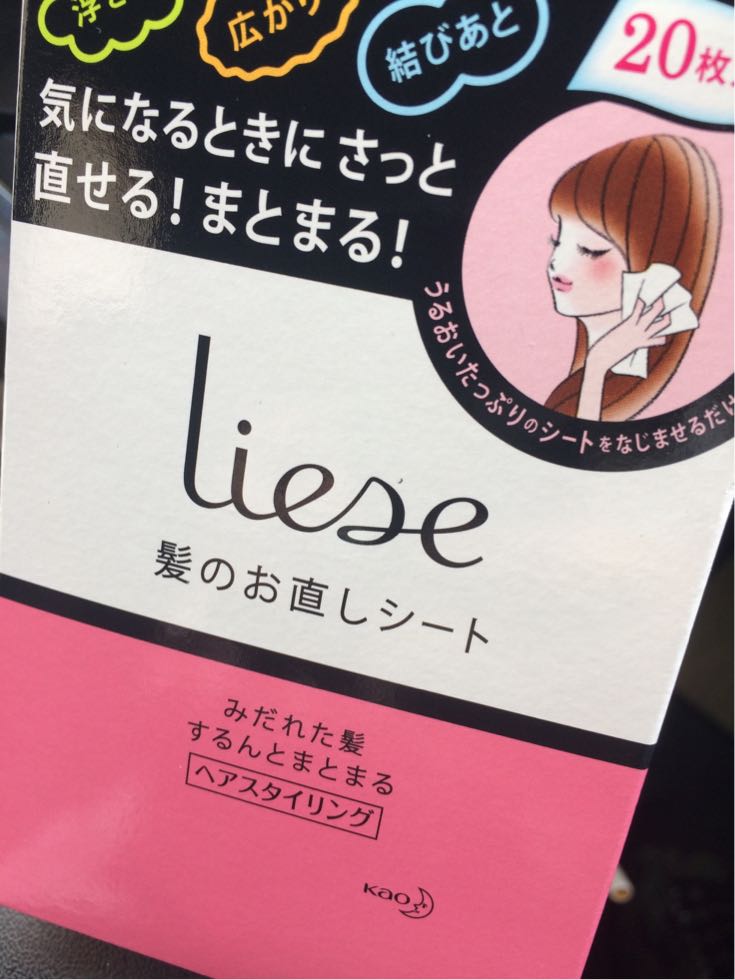 広がり
結びあと
20枚
気になるときに さっと
直せる！まとまる！
うるおいたっぷりのシートをなじませるだけ
liese
髪のお直しシート
みだれた髪
するんとまとまる
ヘアスタイリング
Kao